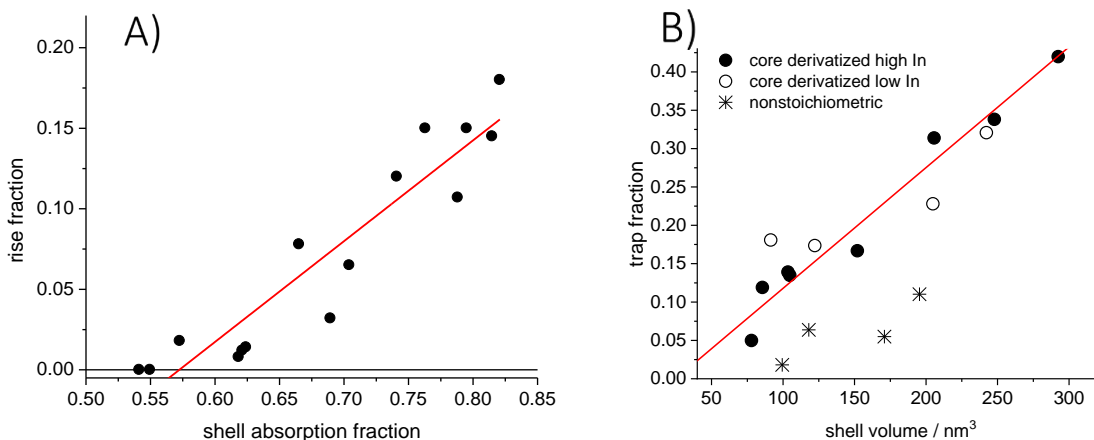 A)
0.20
0.15
0.10
0.05
0.00
rise fraction
0.50 0.55 0.60 0.65 0.70 0.75 0.80 0.85
shell absorption fraction
B)
core derivatized high In
core derivatized low In
nonstoichiometric
0.40
0.35
0.30
0.25
0.20
0.15
0.10
0.05
0.00
trap fraction
50 100 150 200 250 300
shell volume / nm³